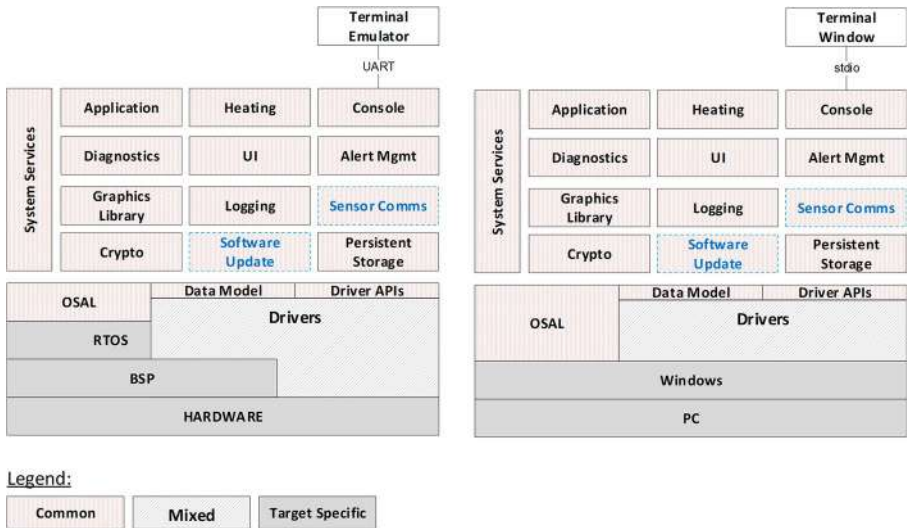 Terminal
Emulator
UART
System Services
Application
Heating
Console
Diagnostics
UI
Alert Mgmt
Graphics
Library
Logging
Sensor Comms
Crypto
Software
Update
Persistent
Storage
OSAL
Data Model
Driver APIs
Drivers
RTOS
BSP
HARDWARE
Terminal
Window
stdio
System Services
Application
Heating
Console
Diagnostics
UI
Alert Mgmt
Graphics
Library
Logging
Sensor Comms
Crypto
Software
Update
Persistent
Storage
OSAL
Data Model
Driver APIs
Drivers
Windows
PC
Legend:
Common
Mixed
Target Specific